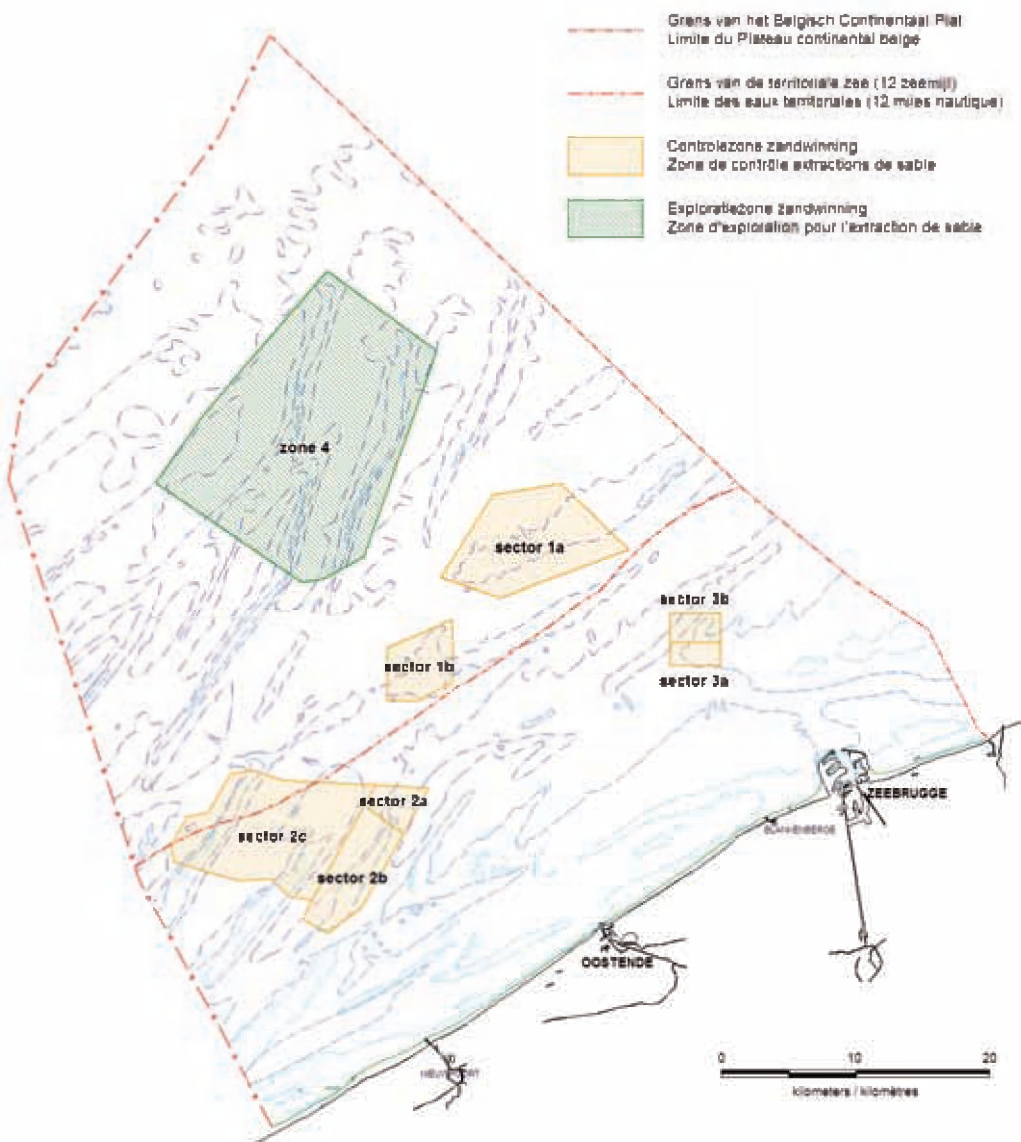 Grens van het Belgisch Continentaal Plat
Limite du Plateau continental belge
Grens van de territoriale zee (12 zeemijl)
Limite des eaux territoriales (12 miles nautique)
Controlezone zandwinning
Zone de contrôle extractions de sable
Exploratiezone zandwinning
Zone d'exploration pour l'extraction de sable
zone 4
sector 1a
sector 3b
sector 1b
sector 3a
sector 2a
ZEEBRUGGE
sector 2c
BLANKENBERGE
sector 2b
OOSTENDE
0 10 20
NIEUWPOORT
kilometers / kilomètres